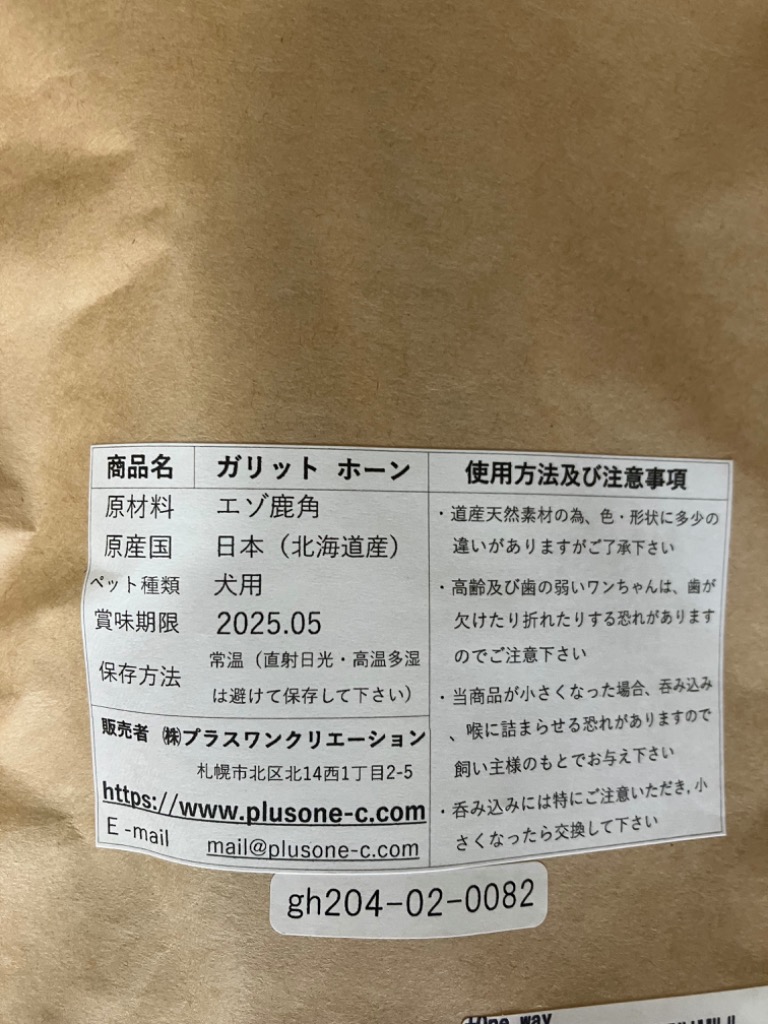 商品名 ガリット ホーン
原材料 エゾ鹿角
原産国 日本（北海道産）
ペット種類 犬用
賞味期限 2025.05
保存方法 常温（直射日光・高温多湿
は避けて保存して下さい）
販売者 ㈱プラスワンクリエーション
札幌市北区北14西1丁目2-5
https://www.plusone-c.com
E-mail mail@plusone-c.com
使用方法及び注意事項
・道産天然素材の為、色・形状に多少の
違いがありますがご了承下さい
・高齢及び歯の弱いワンちゃんは、歯が
欠けたり折れたりする恐れがあります
のでご注意下さい
・当商品が小さくなった場合、呑み込み
、喉に詰まらせる恐れがありますので
飼い主様のもとでお与え下さい
・呑み込みには特にご注意いただき,小
さくなったら交換して下さい
gh204-02-0082
way